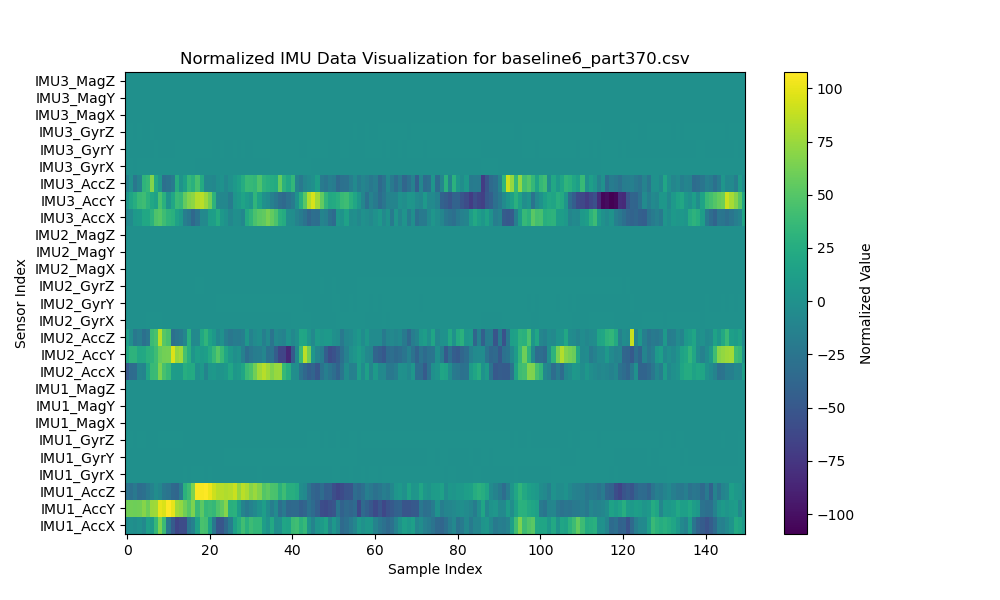 Normalized IMU Data Visualization for baseline6_part370.csv
IMU3_MagZ
IMU3_MagY
IMU3_MagX
IMU3_GyrZ
IMU3_GyrY
IMU3_GyrX
IMU3_AccZ
IMU3_AccY
IMU3_AccX
IMU2_MagZ
IMU2_MagY
IMU2_MagX
IMU2_GyrZ
IMU2_GyrY
IMU2_GyrX
IMU2_AccZ
IMU2_AccY
IMU2_AccX
IMU1_MagZ
IMU1_MagY
IMU1_MagX
IMU1_GyrZ
IMU1_GyrY
IMU1_GyrX
IMU1_AccZ
IMU1_AccY
IMU1_AccX
Sensor Index
0 20 40 60 80 100 120 140
Sample Index
100
75
50
25
0
−25
−50
−75
−100
Normalized Value